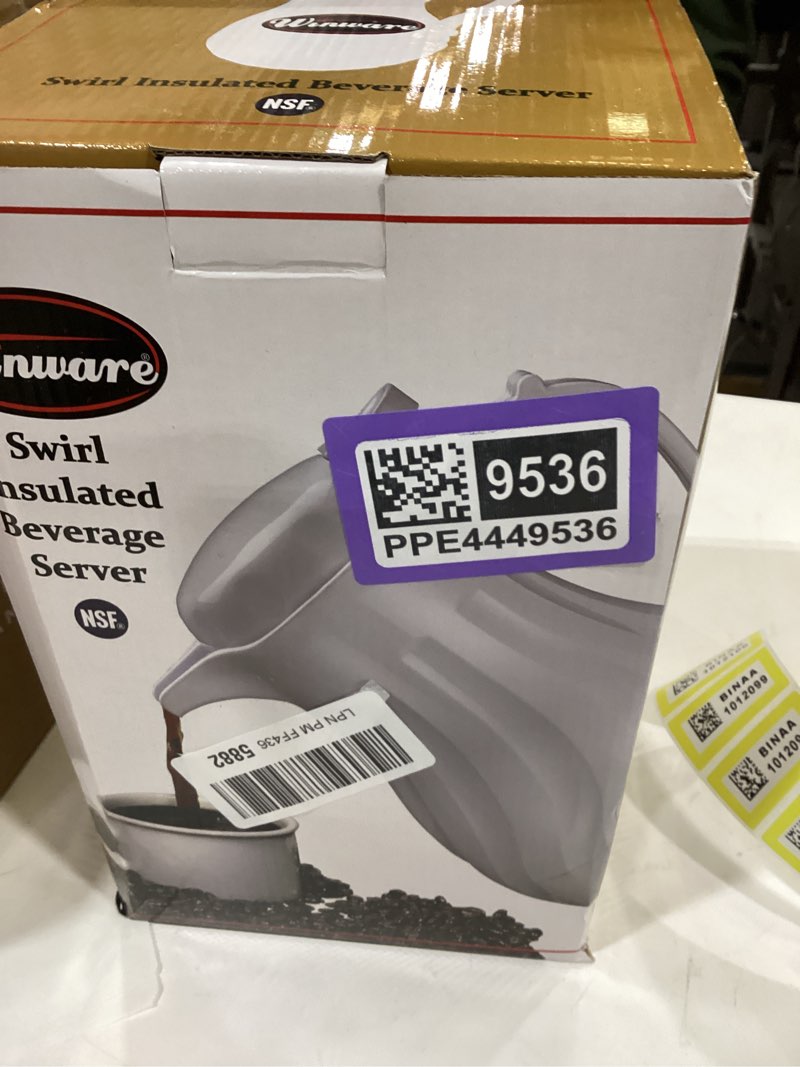 Winware
Swirl Insulated Beverage Server
NSF®
nware®
Swirl
nsulated
Beverage
Server
NSF®
9536
PPE4449536
LPN PM FF436
5882
BINAA
1012099
BINAA
101209